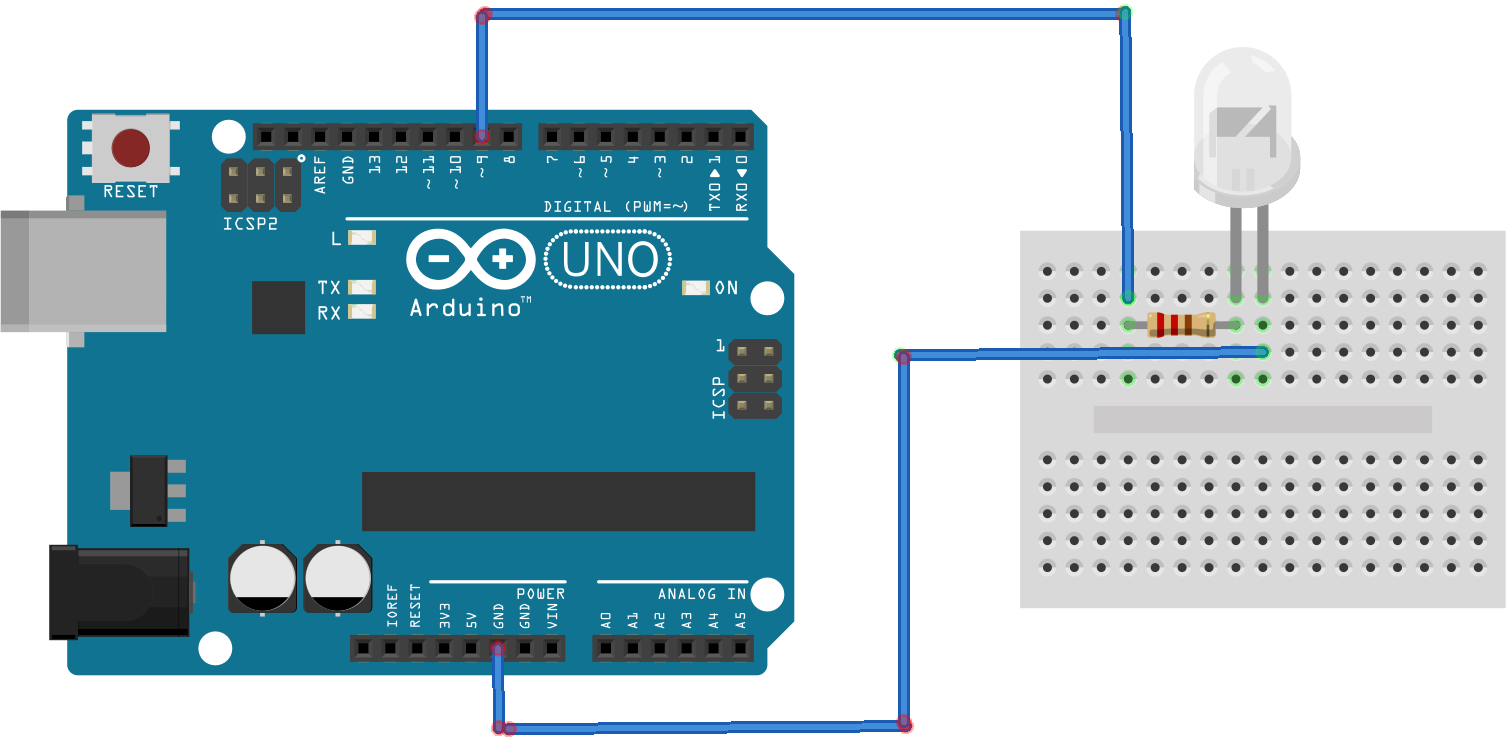 RESET
ICSP2
AREF
GND
13
12
~11
~10
~9
8
7
~6
~5
4
~3
2
TX0▶1
RX0◀0
DIGITAL (PWM=~)
L
TX
RX
UNO
Arduino™
ON
1
ICSP
POWER
ANALOG IN
IOREF
RESET
3V3
5V
GND
GND
VIN
A0
A1
A2
A3
A4
A5